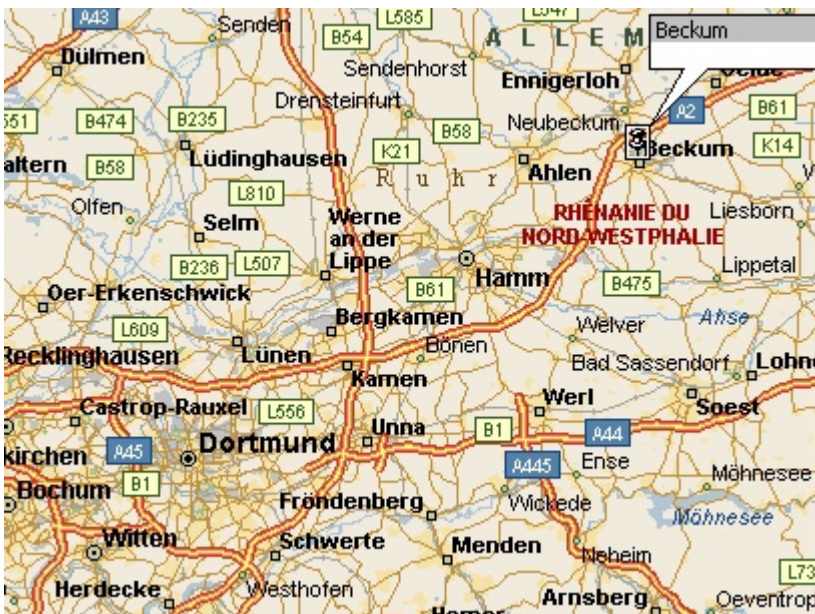 A43
Senden
L585
B54
A L L E M
Beckum
Dülmen
Sendenhorst
Ennigerloh
Drensteinfurt
A2
B61
B474
B235
B58
Neubeckum
K14
altern
B58
Lüdinghausen
K21
Ahlen
Beckum
R u h r
L810
Olfen
Selm
Werne
an der
Lippe
RHÉNANIE DU
NORD-WESTPHALIE
Liesborn
B236
L507
Hamm
Lippetal
Oer-Erkenschwick
B61
B475
L609
Bergkamen
Ahse
Welver
Recklinghausen
Lünen
Bönen
Bad Sassendorf
Kamen
Castrop-Rauxel
L556
Werl
Soest
Unna
B1
A44
kirchen
A45
Dortmund
A445
Ense
Möhnesee
Bochum
B1
Fröndenberg
Wickede
Möhnesee
Witten
Schwerte
Menden
Neheim
Herdecke
Westhofen
Arnsberg
Oeventrop